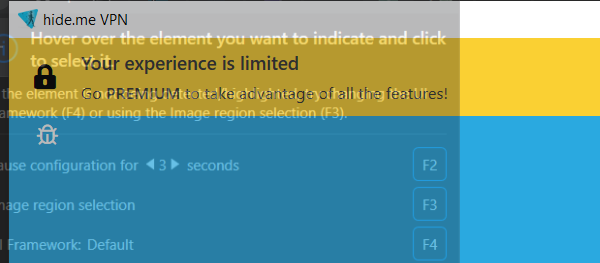 hide.me VPN
Hover over the element you want to indicate and click
to select it.
Your experience is limited
Go PREMIUM to take advantage of all the features!
the element
amework (F4) or using the Image region selection (F3).
ause configuration for 3 seconds F2
mage region selection F3
I Framework: Default F4